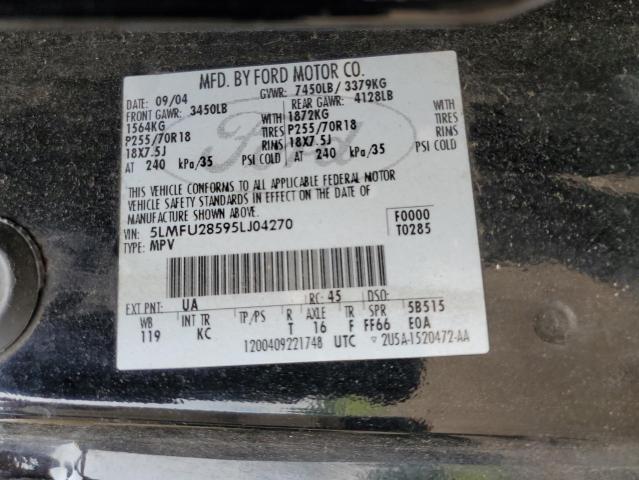 MFD. BY FORD MOTOR CO.
DATE: 09/04 GVWR: 7450LB / 3379KG
FRONT GAWR: 3450LB REAR GAWR: 4128LB
1564KG WITH 1872KG WITH
P255/70R18 TIRES P255/70R18 TIRES
18X7.5J RIMS 18X7.5J RIMS
AT 240 kPa/35 PSI COLD AT 240 kPa/35 PSI COLD
THIS VEHICLE CONFORMS TO ALL APPLICABLE FEDERAL MOTOR
VEHICLE SAFETY STANDARDS IN EFFECT ON THE DATE OF
MANUFACTURE SHOWN ABOVE.
VIN: 5LMFU28595LJ04270 F0000
TYPE: MPV T0285
EXT PNT: UA RC: 45 DSO:
WB INT TR TP/PS R AXLE TR SPR 5B515
119 KC T 16 F FF66 E0A
1200409221748 UTC ▽ 2U5A-1520472-AA
Ford